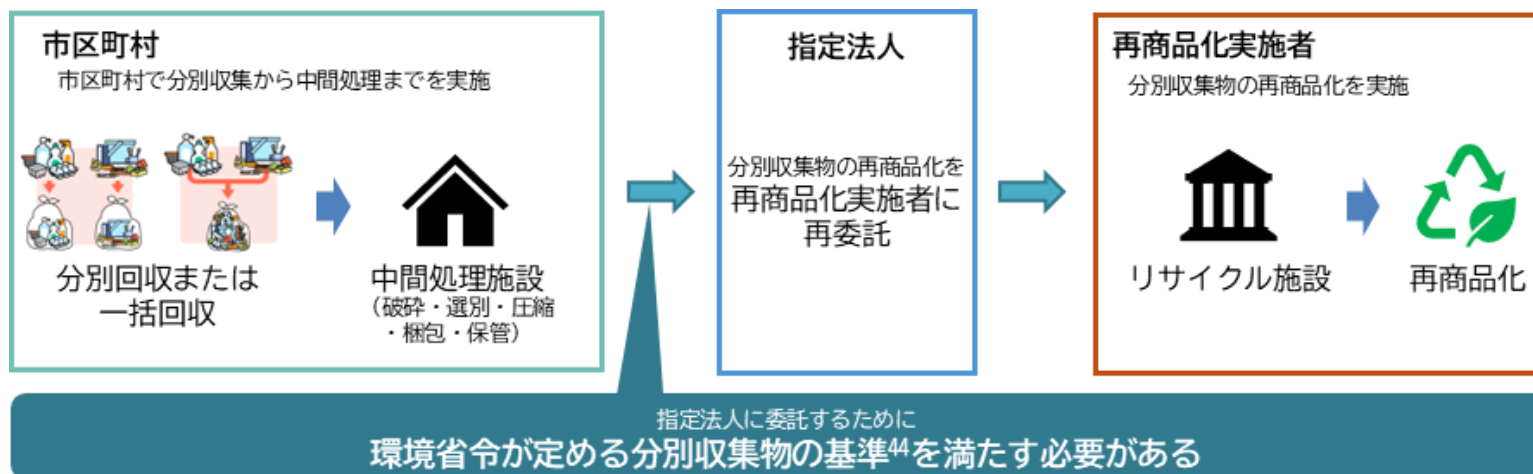 市区町村
市区町村で分別収集から中間処理までを実施
分別回収または
一括回収
中間処理施設
（破砕・選別・圧縮
・梱包・保管）
指定法人
分別収集物の再商品化を
再商品化実施者に
再委託
再商品化実施者
分別収集物の再商品化を実施
リサイクル施設
再商品化
指定法人に委託するために
環境省令が定める分別収集物の基準44を満たす必要がある